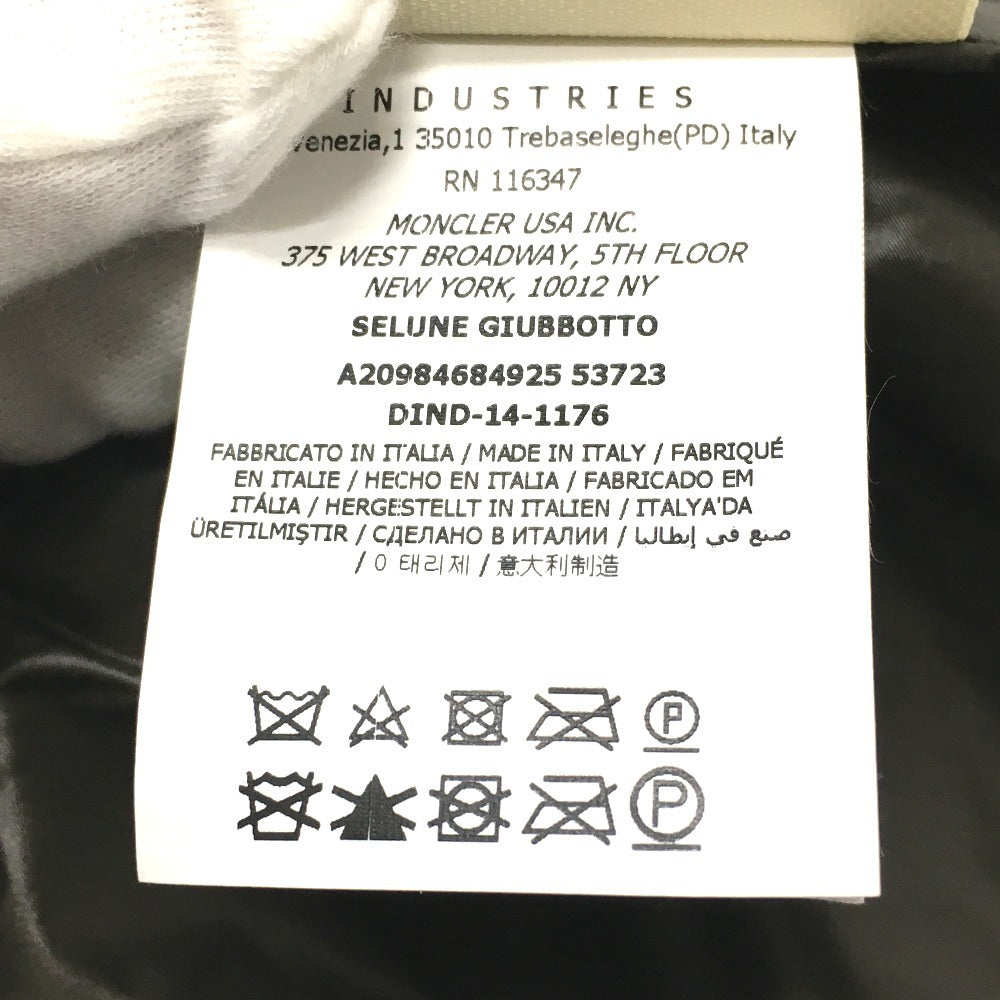 INDUSTRIES
venezia,1 35010 Trebaseleghe(PD) Italy
RN 116347
MONCLER USA INC.
375 WEST BROADWAY, 5TH FLOOR
NEW YORK, 10012 NY
SELUNE GIUBBOTTO
A20984684925 53723
DIND-14-1176
FABBRICATO IN ITALIA / MADE IN ITALY / FABRIQUÉ
EN ITALIE / HECHO EN ITALIA / FABRICADO EM
ITÁLIA / HERGESTELLT IN ITALIEN / ITALYA'DA
ÜRETILMIŞTIR / СДЕЛАНО В ИТАЛИИ / صنع في إيطاليا
/ 이 태리제 / 意大利制造
P
P